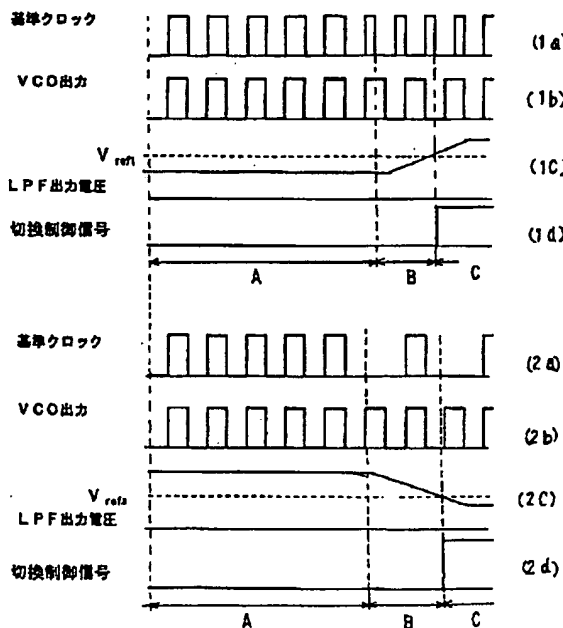 基準クロック
(1a)
VCO出力
(1b)
Vref1
(1C)
LPF出力電圧
切換制御信号
(1d)
A B C
基準クロック
(2a)
VCO出力
(2b)
Vref2
(2C)
LPF出力電圧
切換制御信号
(2d)
A B C